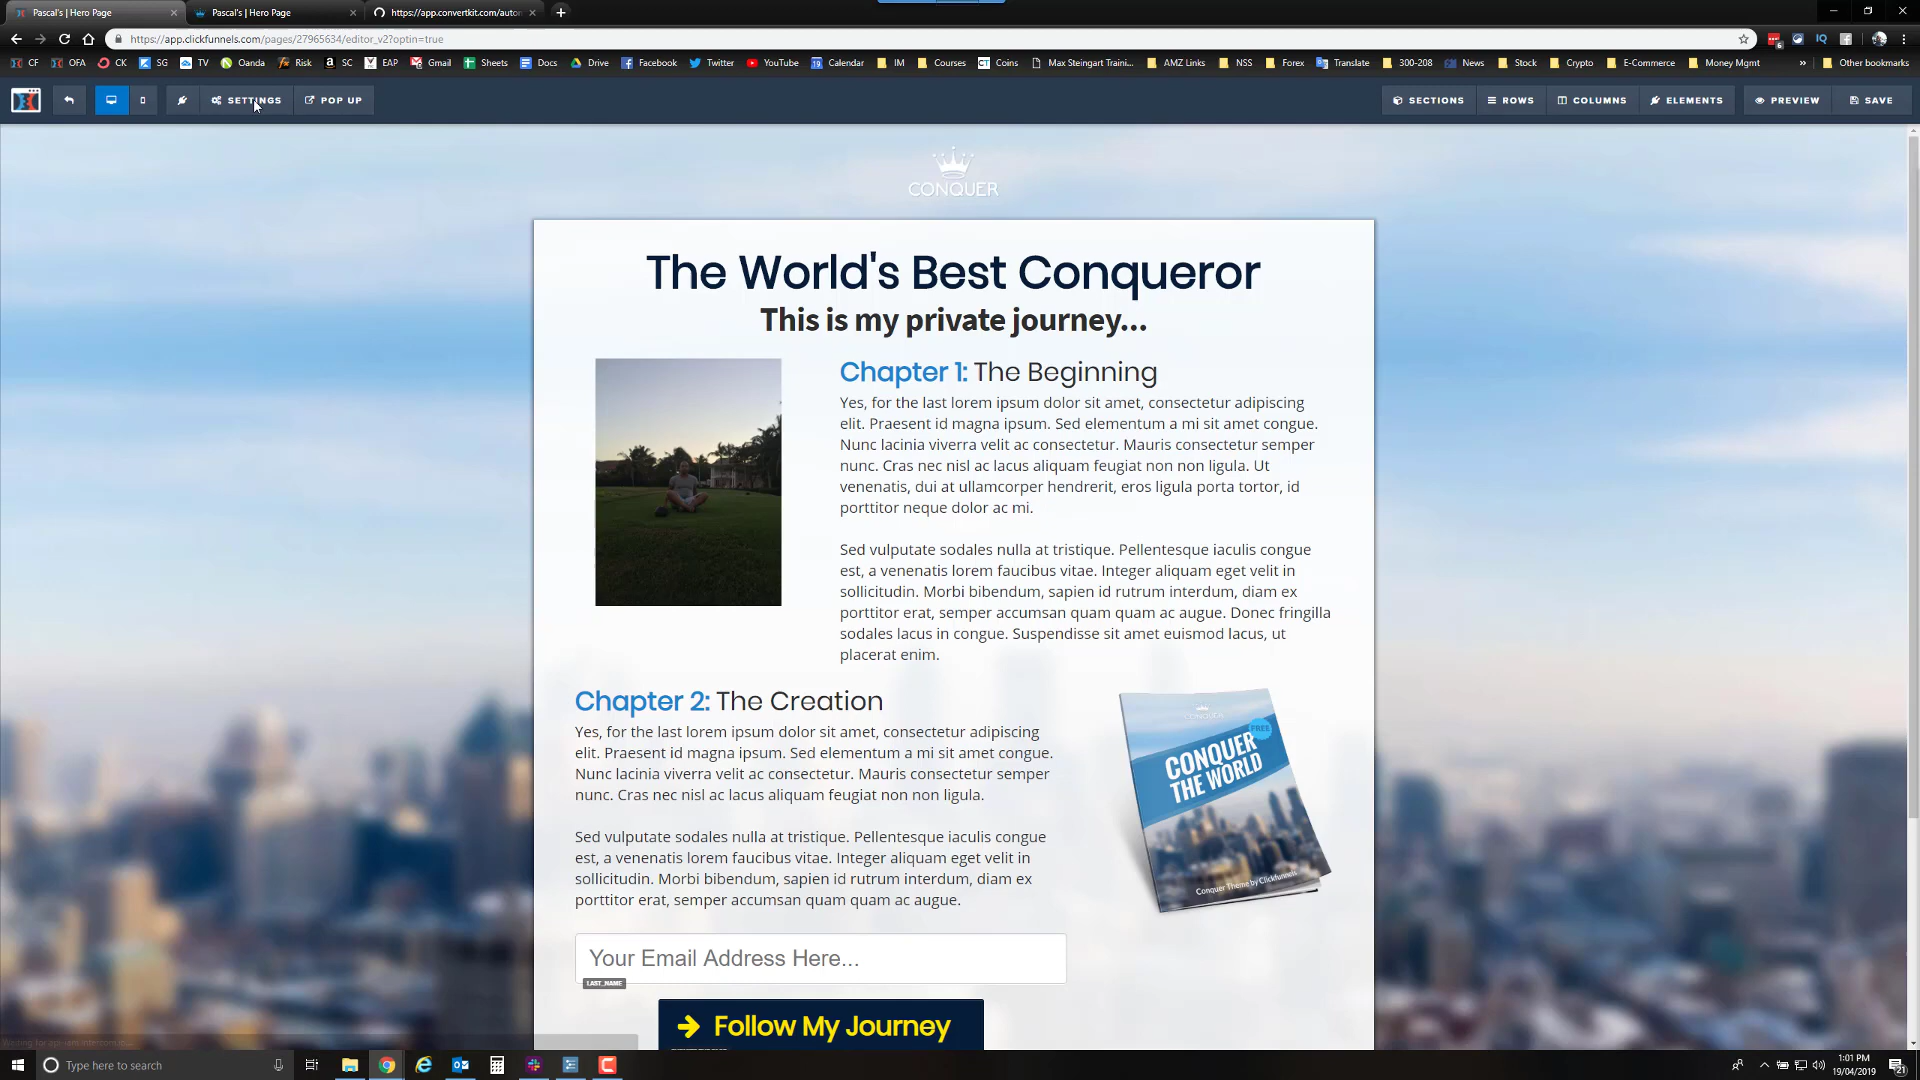 Pascal's | Hero Page
Pascal's | Hero Page
https://app.convertkit.com/autom
https://app.clickfunnels.com/pages/27965634/editor_v2?optin=true
CF OFA CK SG TV Oanda Risk SC EAP Gmail Sheets Docs Drive Facebook Twitter YouTube Calendar IM Courses Coins Max Steingart Traini... AMZ Links NSS Forex Translate 300-208 News Stock Crypto E-Commerce Money Mgmt » Other bookmarks
SETTINGS POP UP SECTIONS ROWS COLUMNS ELEMENTS PREVIEW SAVE
CONQUER
The World's Best Conqueror
This is my private journey...
Chapter 1: The Beginning
Yes, for the last lorem ipsum dolor sit amet, consectetur adipiscing
elit. Praesent id magna ipsum. Sed elementum a mi sit amet congue.
Nunc lacinia viverra velit ac consectetur. Mauris consectetur semper
nunc. Cras nec nisl ac lacus aliquam feugiat non non ligula. Ut
venenatis, dui at ullamcorper hendrerit, eros ligula porta tortor, id
porttitor neque dolor ac mi.
Sed vulputate sodales nulla at tristique. Pellentesque iaculis congue
est, a venenatis lorem faucibus vitae. Integer aliquam eget velit in
sollicitudin. Morbi bibendum, sapien id rutrum interdum, diam ex
porttitor erat, semper accumsan quam quam ac augue. Donec fringilla
sodales lacus in congue. Suspendisse sit amet euismod lacus, ut
placerat enim.
Chapter 2: The Creation
Yes, for the last lorem ipsum dolor sit amet, consectetur adipiscing
elit. Praesent id magna ipsum. Sed elementum a mi sit amet congue.
Nunc lacinia viverra velit ac consectetur. Mauris consectetur semper
nunc. Cras nec nisl ac lacus aliquam feugiat non non ligula.
Sed vulputate sodales nulla at tristique. Pellentesque iaculis congue
est, a venenatis lorem faucibus vitae. Integer aliquam eget velit in
sollicitudin. Morbi bibendum, sapien id rutrum interdum, diam ex
porttitor erat, semper accumsan quam quam ac augue.
CONQUER
FREE
CONQUER
THE WORLD
Conquer Theme by Clickfunnels
Your Email Address Here...
LAST_NAME
Follow My Journey
Type here to search
1:01 PM
19/04/2019
21